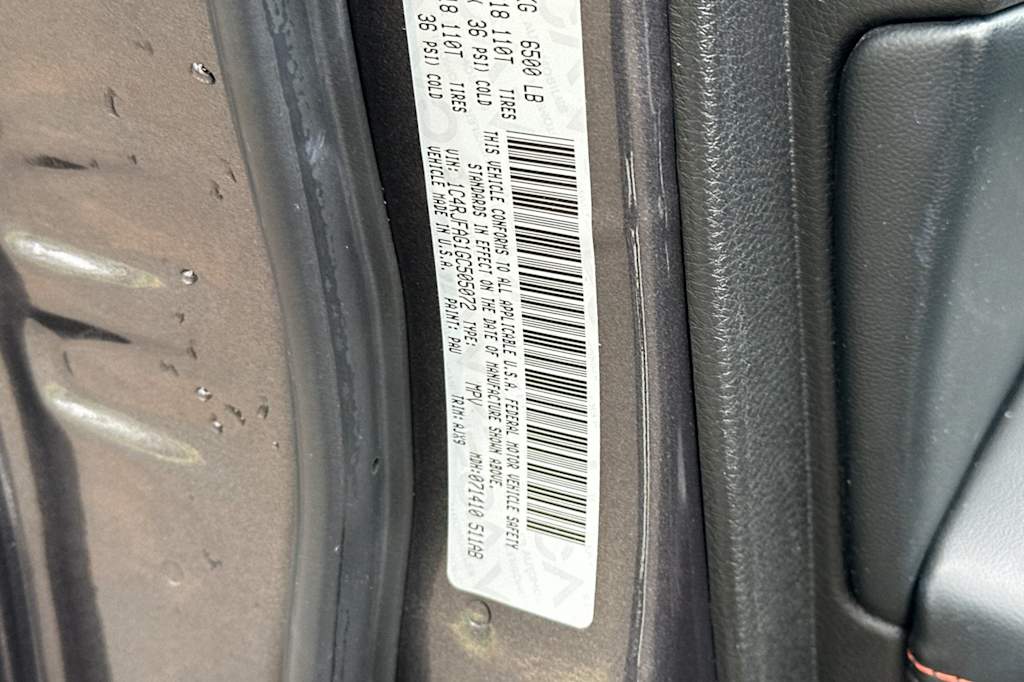 KG 6500 LB
18 110T TIRES
36 PSI) COLD
18 110T TIRES
36 PSI) COLD
THIS VEHICLE CONFORMS TO ALL APPLICABLE U.S.A. FEDERAL MOTOR VEHICLE SAFETY
STANDARDS IN EFFECT ON THE DATE OF MANUFACTURE SHOWN ABOVE.
VIN: 1C4RJFAG1GC505072 TYPE: MPV MDH:071410 511AB
VEHICLE MADE IN U.S.A. PAINT: PAU TRIM:AJX9